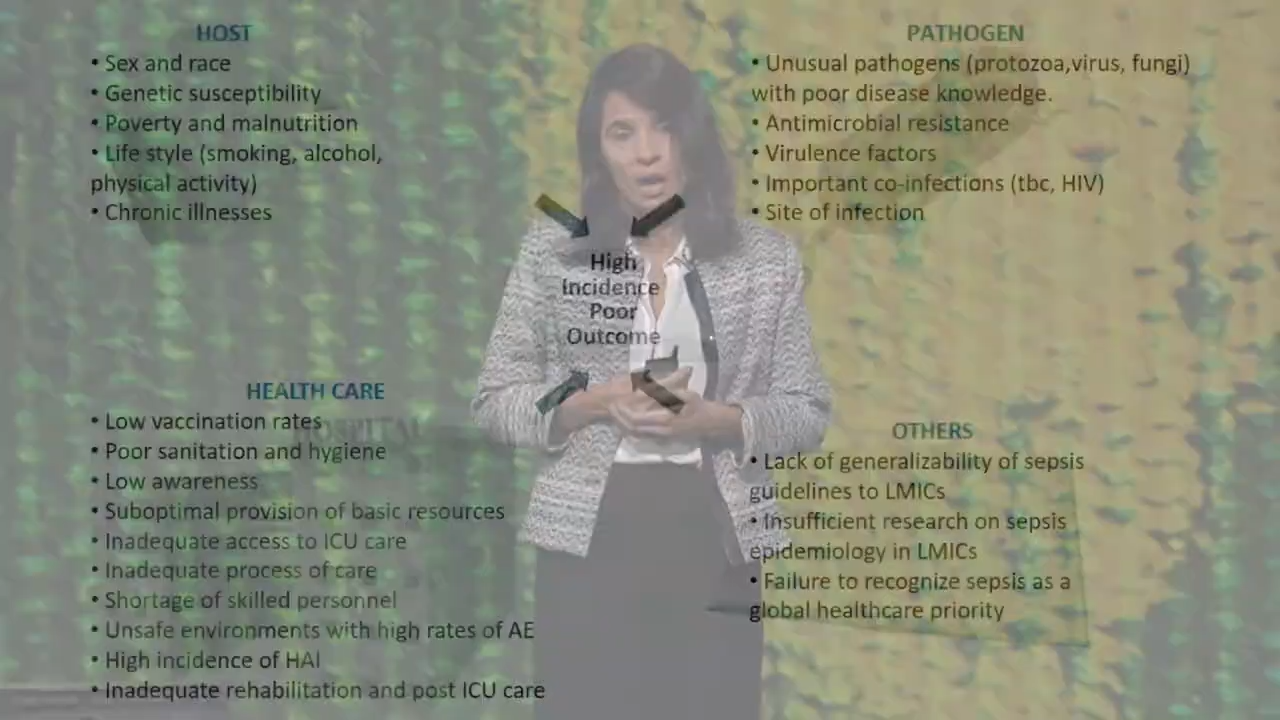 HOST
• Sex and race
• Genetic susceptibility
• Poverty and malnutrition
• Life style (smoking, alcohol,
physical activity)
• Chronic illnesses
PATHOGEN
• Unusual pathogens (protozoa,virus, fungi)
with poor disease knowledge.
• Antimicrobial resistance
• Virulence factors
• Important co-infections (tbc, HIV)
• Site of infection
High
Incidence
Poor
Outcome
HEALTH CARE
• Low vaccination rates
• Poor sanitation and hygiene
• Low awareness
• Suboptimal provision of basic resources
• Inadequate access to ICU care
• Inadequate process of care
• Shortage of skilled personnel
• Unsafe environments with high rates of AE
• High incidence of HAI
• Inadequate rehabilitation and post ICU care
HOSPITAL
OTHERS
• Lack of generalizability of sepsis
guidelines to LMICs
• Insufficient research on sepsis
epidemiology in LMICs
• Failure to recognize sepsis as a
global healthcare priority